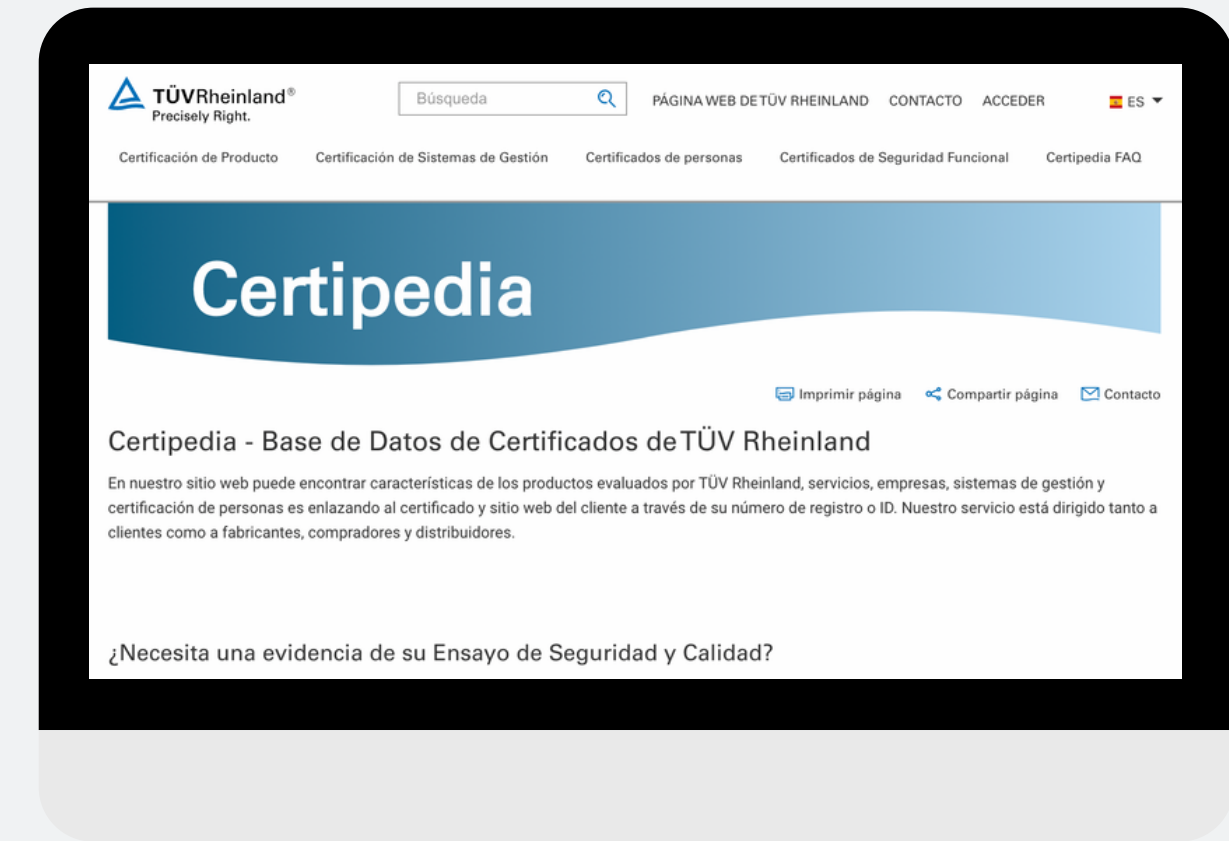 TÜVRheinland®
Precisely Right.
Búsqueda
PÁGINA WEB DE TÜV RHEINLAND CONTACTO ACCEDER ES
Certificación de Producto Certificación de Sistemas de Gestión Certificados de personas Certificados de Seguridad Funcional Certipedia FAQ
Certipedia
Imprimir página Compartir página Contacto
Certipedia - Base de Datos de Certificados de TÜV Rheinland
En nuestro sitio web puede encontrar características de los productos evaluados por TÜV Rheinland, servicios, empresas, sistemas de gestión y
certificación de personas es enlazando al certificado y sitio web del cliente a través de su número de registro o ID. Nuestro servicio está dirigido tanto a
clientes como a fabricantes, compradores y distribuidores.
¿Necesita una evidencia de su Ensayo de Seguridad y Calidad?